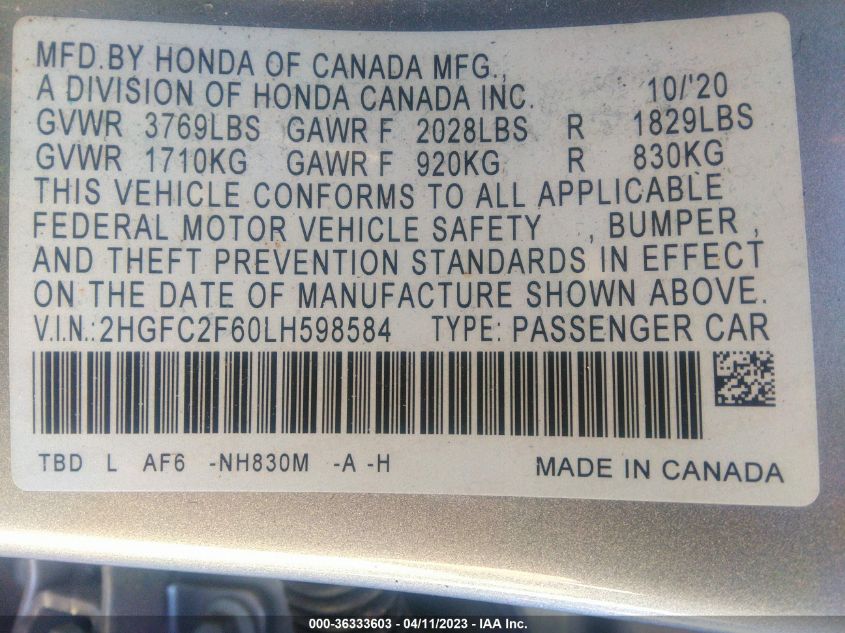 MFD.BY HONDA OF CANADA MFG.,
A DIVISION OF HONDA CANADA INC. 10/'20
GVWR 3769LBS GAWR F 2028LBS R 1829LBS
GVWR 1710KG GAWR F 920KG R 830KG
THIS VEHICLE CONFORMS TO ALL APPLICABLE
FEDERAL MOTOR VEHICLE SAFETY , BUMPER ,
AND THEFT PREVENTION STANDARDS IN EFFECT
ON THE DATE OF MANUFACTURE SHOWN ABOVE.
V.I.N.: 2HGFC2F60LH598584 TYPE: PASSENGER CAR
TBD L AF6 -NH830M -A -H MADE IN CANADA
000-36333603 - 04/11/2023 - IAA Inc.